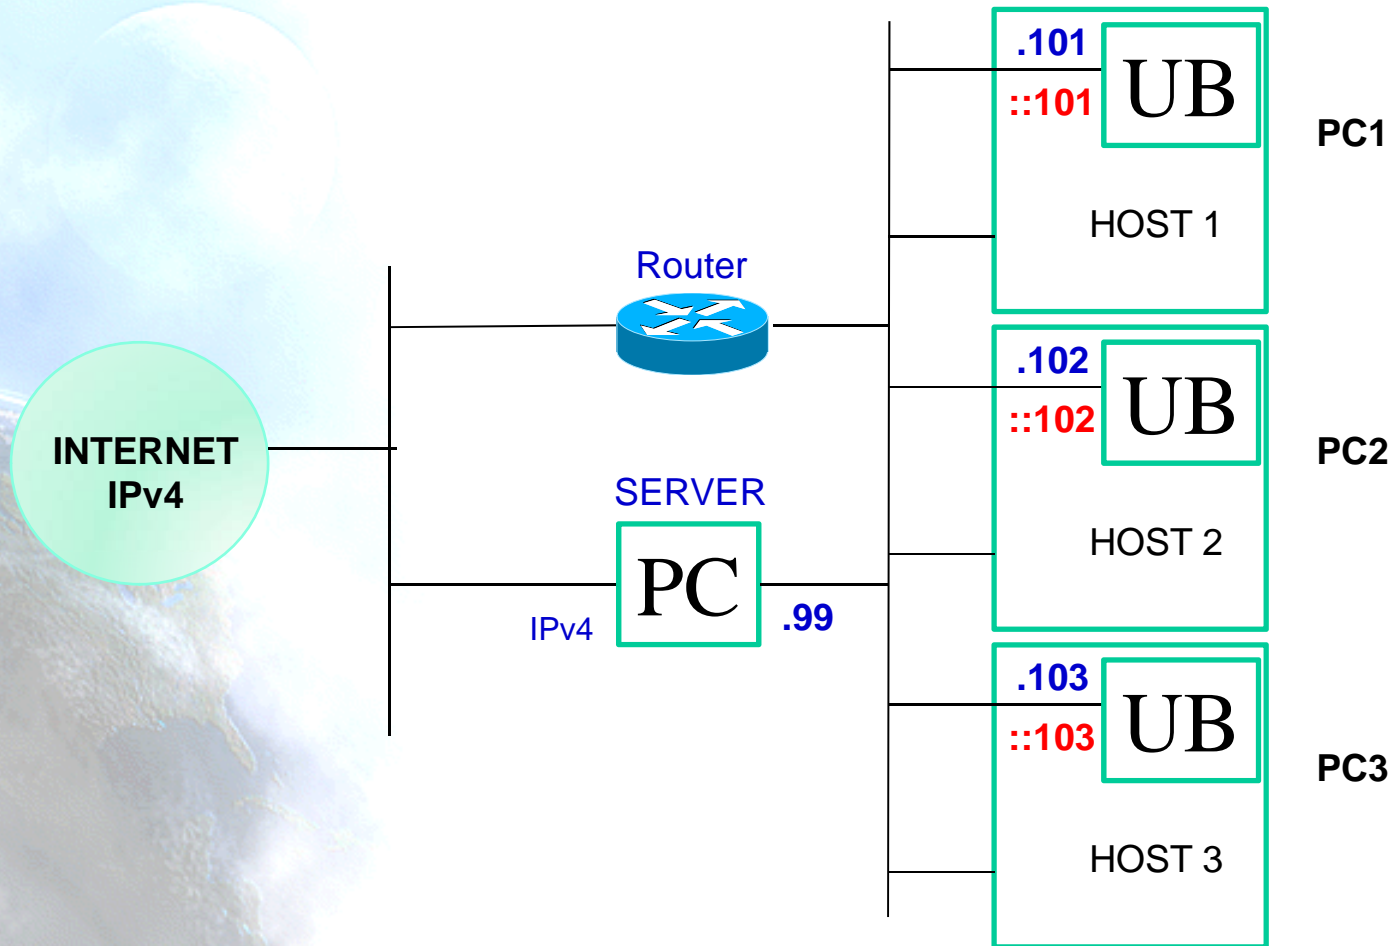 .101
UB
::101
PC1
HOST 1
Router
.102
UB
::102
PC2
INTERNET
IPv4
SERVER
HOST 2
PC
IPv4
.99
.103
UB
::103
PC3
HOST 3